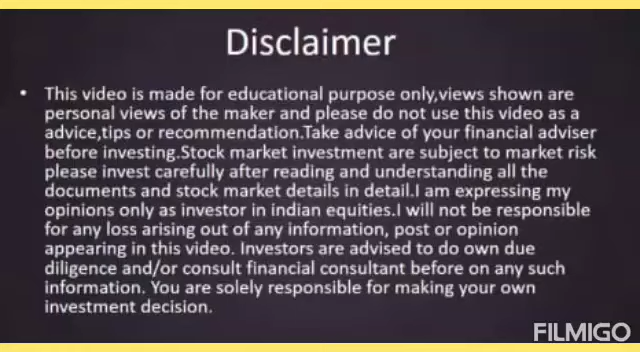 Disclaimer
• This video is made for educational purpose only,views shown are
personal views of the maker and please do not use this video as a
advice,tips or recommendation.Take advice of your financial adviser
before investing.Stock market investment are subject to market risk
please invest carefully after reading and understanding all the
documents and stock market details in detail.I am expressing my
opinions only as investor in indian equities.I will not be responsible
for any loss arising out of any information, post or opinion
appearing in this video. Investors are advised to do own due
diligence and/or consult financial consultant before on any such
information. You are solely responsible for making your own
investment decision.
FILMIGO